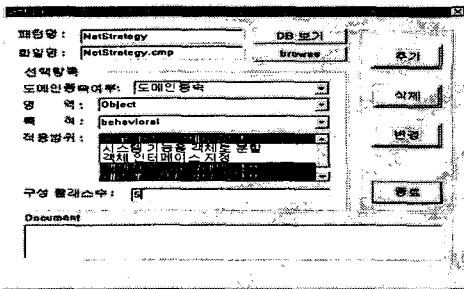 패턴명 : NetStrategy DB 보기
화일명 : NetStrategy.cmp browse
추가
선택항목
도메인종속여부: 도메인종속
삭제
영 역: Object
목 적: behavioral
변경
적용범위:
시스템 기능을 객체로 분할
객체 인터페이스 지정
구성 클래스수: 5
종료
Document